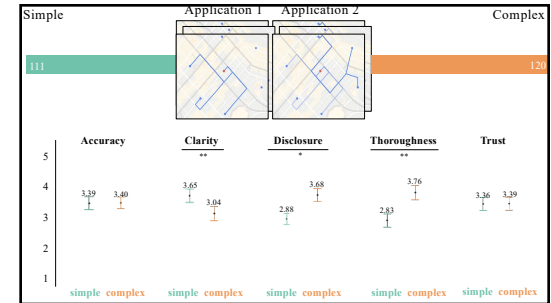 Simple Application 1 Application 2 Complex
111 120
Accuracy Clarity Disclosure Thoroughness Trust
** * **
5
4
3
2
1
3.39 3.40 3.65 3.04 2.88 3.68 2.83 3.76 3.36 3.39
simple complex simple complex simple complex simple complex simple complex